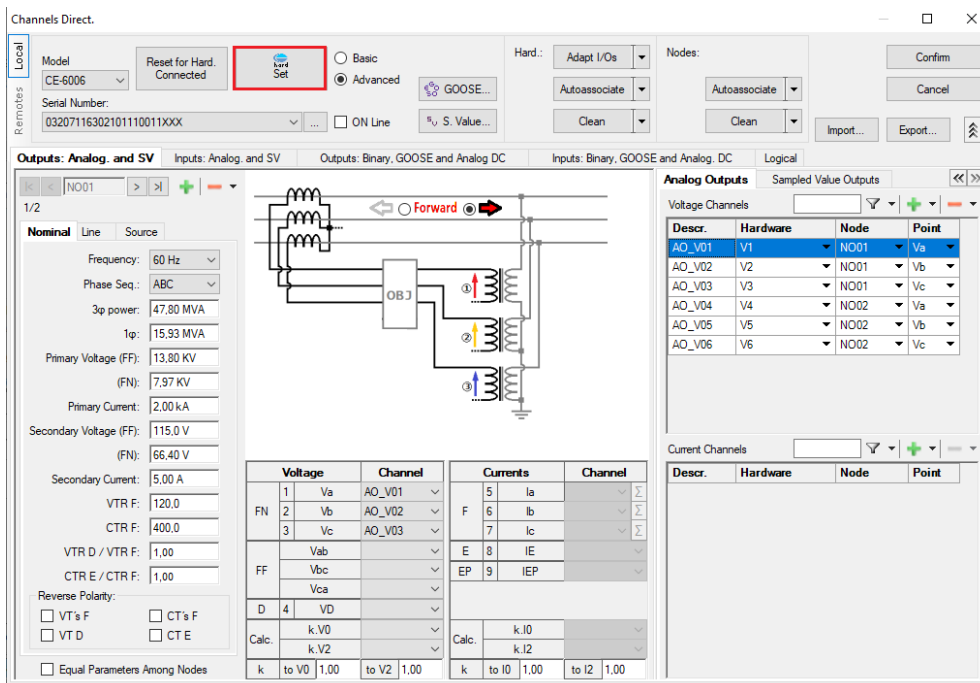 Channels Direct.
Local
Remotes
Model
CE-6006
Reset for Hard. Connected
hard
Set
Basic
Advanced
GOOSE...
Serial Number:
03207116302101110011XXX
...
ON Line
S. Value...
Hard.:
Adapt I/Os
Autoassociate
Clean
Nodes:
Autoassociate
Clean
Import...
Export...
Confirm
Cancel
Outputs: Analog. and SV
Inputs: Analog. and SV
Outputs: Binary, GOOSE and Analog DC
Inputs: Binary, GOOSE and Analog. DC
Logical
NO01
1/2
Nominal Line Source
Frequency: 60 Hz
Phase Seq.: ABC
3φ power: 47,80 MVA
1φ: 15,93 MVA
Primary Voltage (FF): 13,80 KV
(FN): 7,97 KV
Primary Current: 2,00 kA
Secondary Voltage (FF): 115,0 V
(FN): 66,40 V
Secondary Current: 5,00 A
VTR F: 120,0
CTR F: 400,0
VTR D / VTR F: 1,00
CTR E / CTR F: 1,00
Reverse Polarity:
VT's F CT's F
VT D CT E
Equal Parameters Among Nodes
Forward
OBJ
①
②
③
Voltage Channel
FN
1 Va AO_V01
2 Vb AO_V02
3 Vc AO_V03
FF
Vab
Vbc
Vca
D 4 VD
Calc.
k.V0
k.V2
k to V0 1,00 to V2 1,00
Currents Channel
F
5 Ia Σ
6 Ib Σ
7 Ic Σ
E 8 IE
EP 9 IEP
Calc.
k.I0
k.I2
k to I0 1,00 to I2 1,00
Analog Outputs Sampled Value Outputs
Voltage Channels
Descr. Hardware Node Point
AO_V01 V1 NO01 Va
AO_V02 V2 NO01 Vb
AO_V03 V3 NO01 Vc
AO_V04 V4 NO02 Va
AO_V05 V5 NO02 Vb
AO_V06 V6 NO02 Vc
Current Channels
Descr. Hardware Node Point